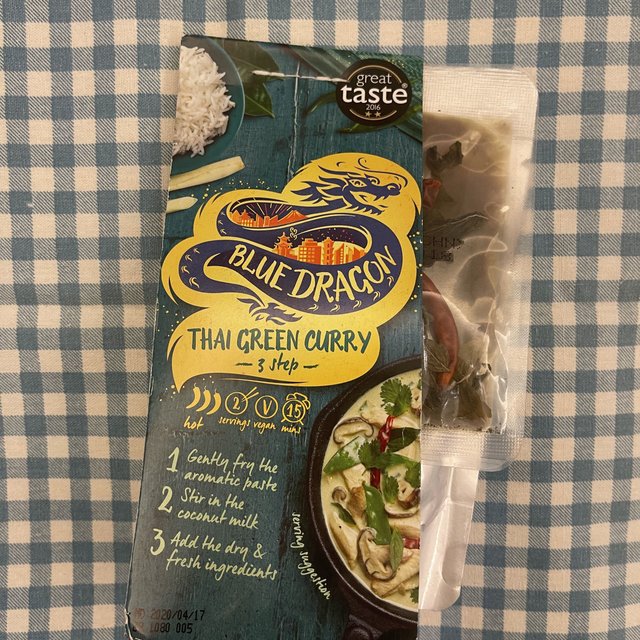 great
taste
2016
BLUE DRAGON
THAI GREEN CURRY
3 step
2 V 15
hot servings vegan mins
1 Gently fry the
aromatic paste
2 Stir in the
coconut milk
3 Add the dry &
fresh ingredients
serving suggestion
2020/04/17
L080 005